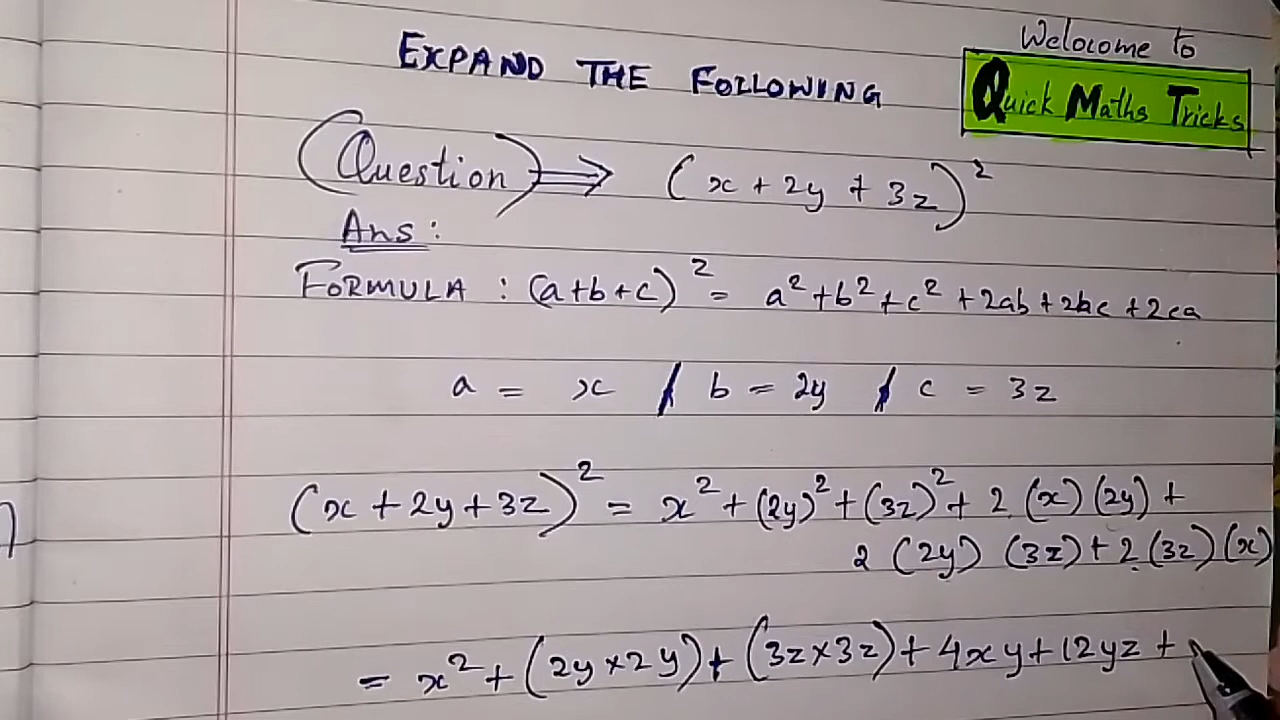 Welcome to
Quick Maths Tricks
EXPAND THE FOLLOWING
(Question) ⇒ (x + 2y + 3z)²
Ans :
FORMULA : (a+b+c)² = a² + b² + c² + 2ab + 2bc + 2ca
a = x / b = 2y / c = 3z
(x + 2y + 3z)² = x² + (2y)² + (3z)² + 2 (x) (2y) +
2 (2y) (3z) + 2 (3z) (x)
= x² + (2y × 2y) + (3z × 3z) + 4xy + 12yz +